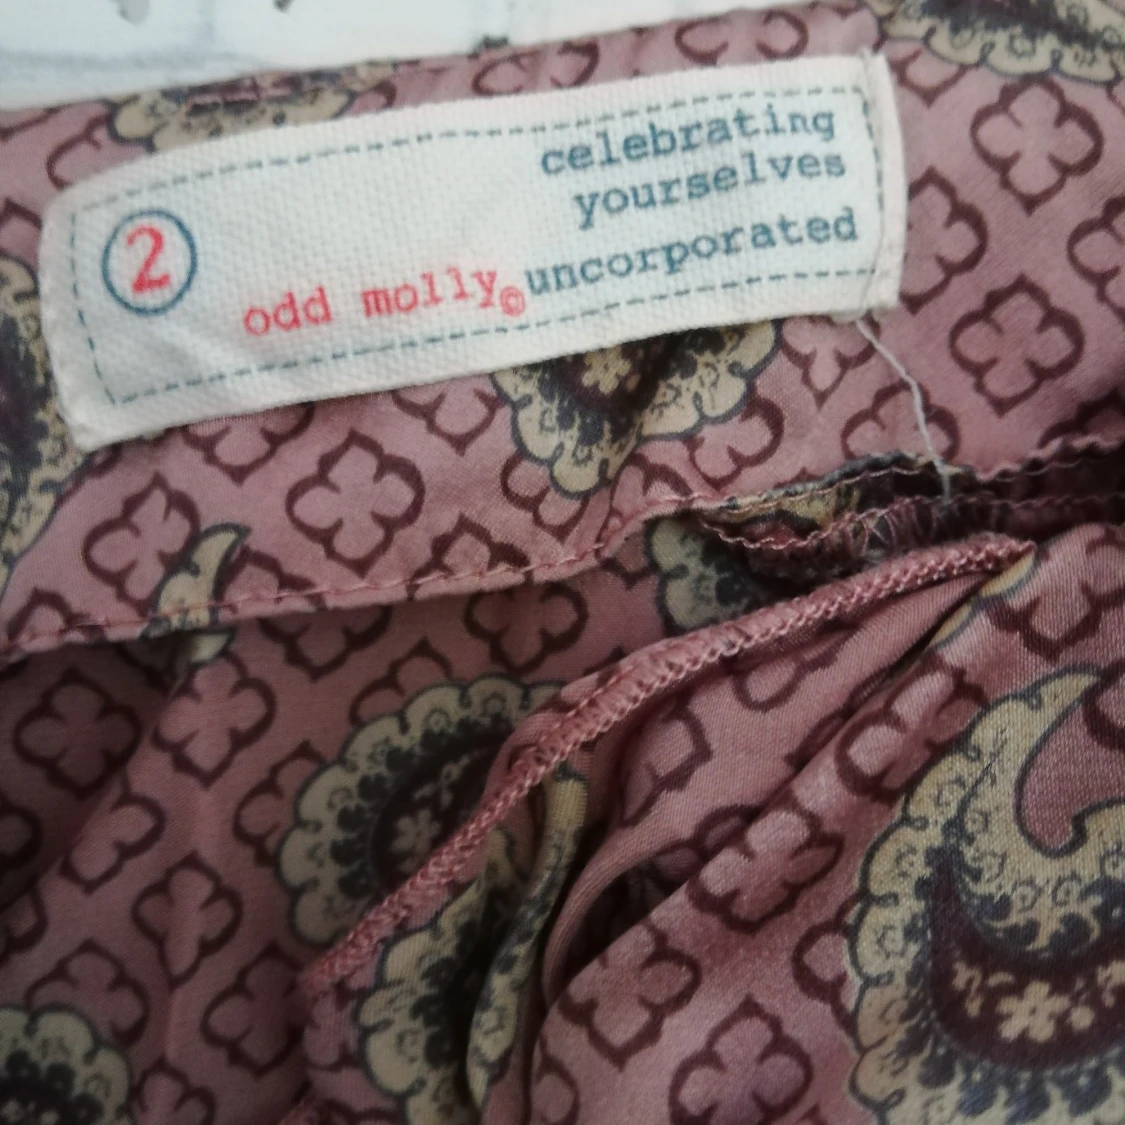 2
celebrating
yourselves
odd molly© uncorporated